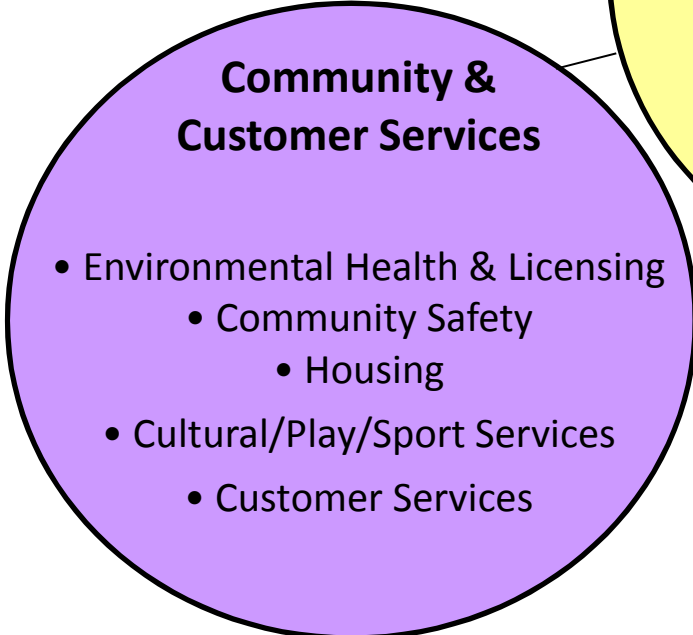 Community &
Customer Services
• Environmental Health & Licensing
• Community Safety
• Housing
• Cultural/Play/Sport Services
• Customer Services